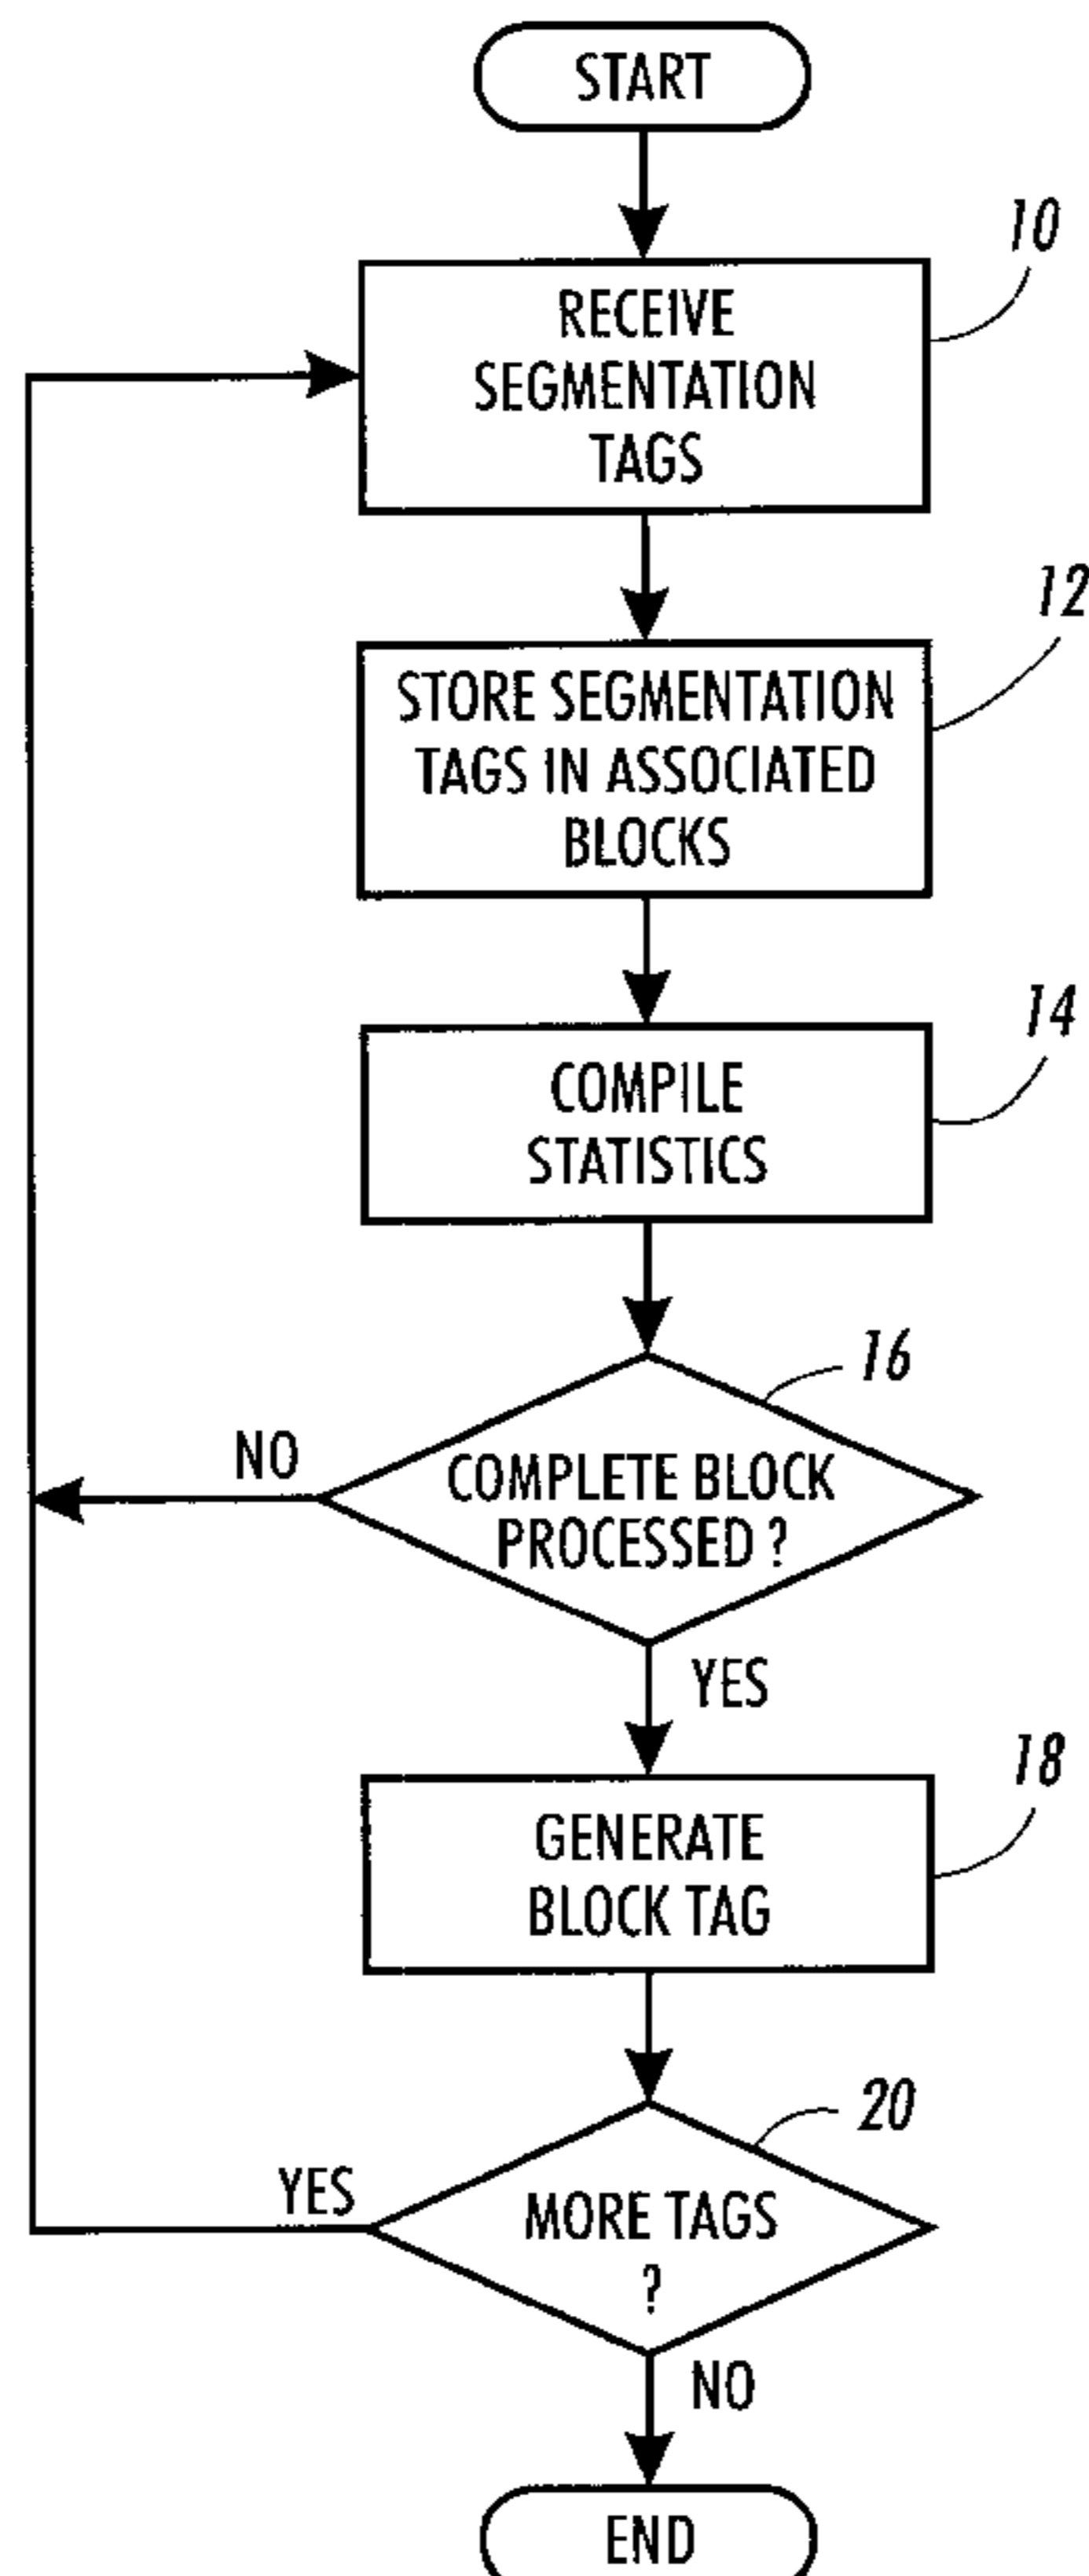 START
10
RECEIVE
SEGMENTATION
TAGS
12
STORE SEGMENTATION
TAGS IN ASSOCIATED
BLOCKS
14
COMPILE
STATISTICS
16
NO
COMPLETE BLOCK
PROCESSED ?
YES
18
GENERATE
BLOCK TAG
20
YES
MORE TAGS
?
NO
END